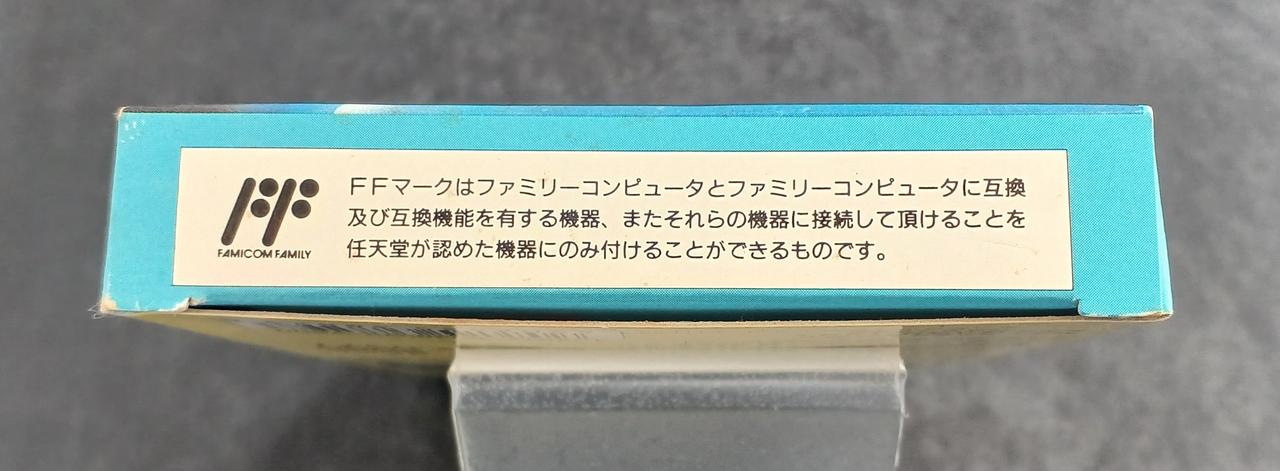 FF
FAMICOM FAMILY
FFマークはファミリーコンピュータとファミリーコンピュータに互換
及び互換機能を有する機器、またそれらの機器に接続して頂けることを
任天堂が認めた機器にのみ付けることができるものです。